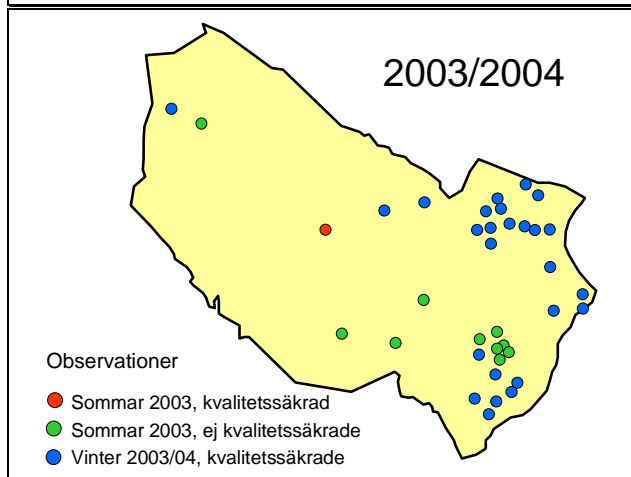 2003/2004
Observationer
Sommar 2003, kvalitetssäkrad
Sommar 2003, ej kvalitetssäkrade
Vinter 2003/04, kvalitetssäkrade